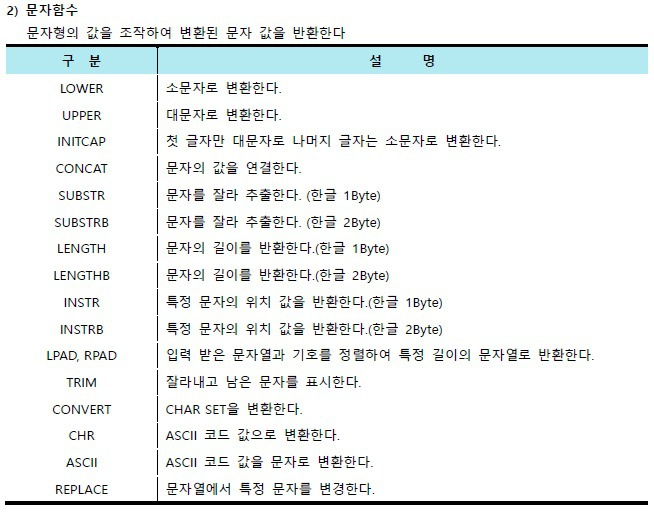 2) 문자함수
문자형의 값을 조작하여 변환된 문자 값을 반환한다
구 분 설 명
LOWER 소문자로 변환한다.
UPPER 대문자로 변환한다.
INITCAP 첫 글자만 대문자로 나머지 글자는 소문자로 변환한다.
CONCAT 문자의 값을 연결한다.
SUBSTR 문자를 잘라 추출한다. (한글 1Byte)
SUBSTRB 문자를 잘라 추출한다. (한글 2Byte)
LENGTH 문자의 길이를 반환한다.(한글 1Byte)
LENGTHB 문자의 길이를 반환한다.(한글 2Byte)
INSTR 특정 문자의 위치 값을 반환한다.(한글 1Byte)
INSTRB 특정 문자의 위치 값을 반환한다.(한글 2Byte)
LPAD, RPAD 입력 받은 문자열과 기호를 정렬하여 특정 길이의 문자열로 반환한다.
TRIM 잘라내고 남은 문자를 표시한다.
CONVERT CHAR SET을 변환한다.
CHR ASCII 코드 값으로 변환한다.
ASCII ASCII 코드 값을 문자로 변환한다.
REPLACE 문자열에서 특정 문자를 변경한다.